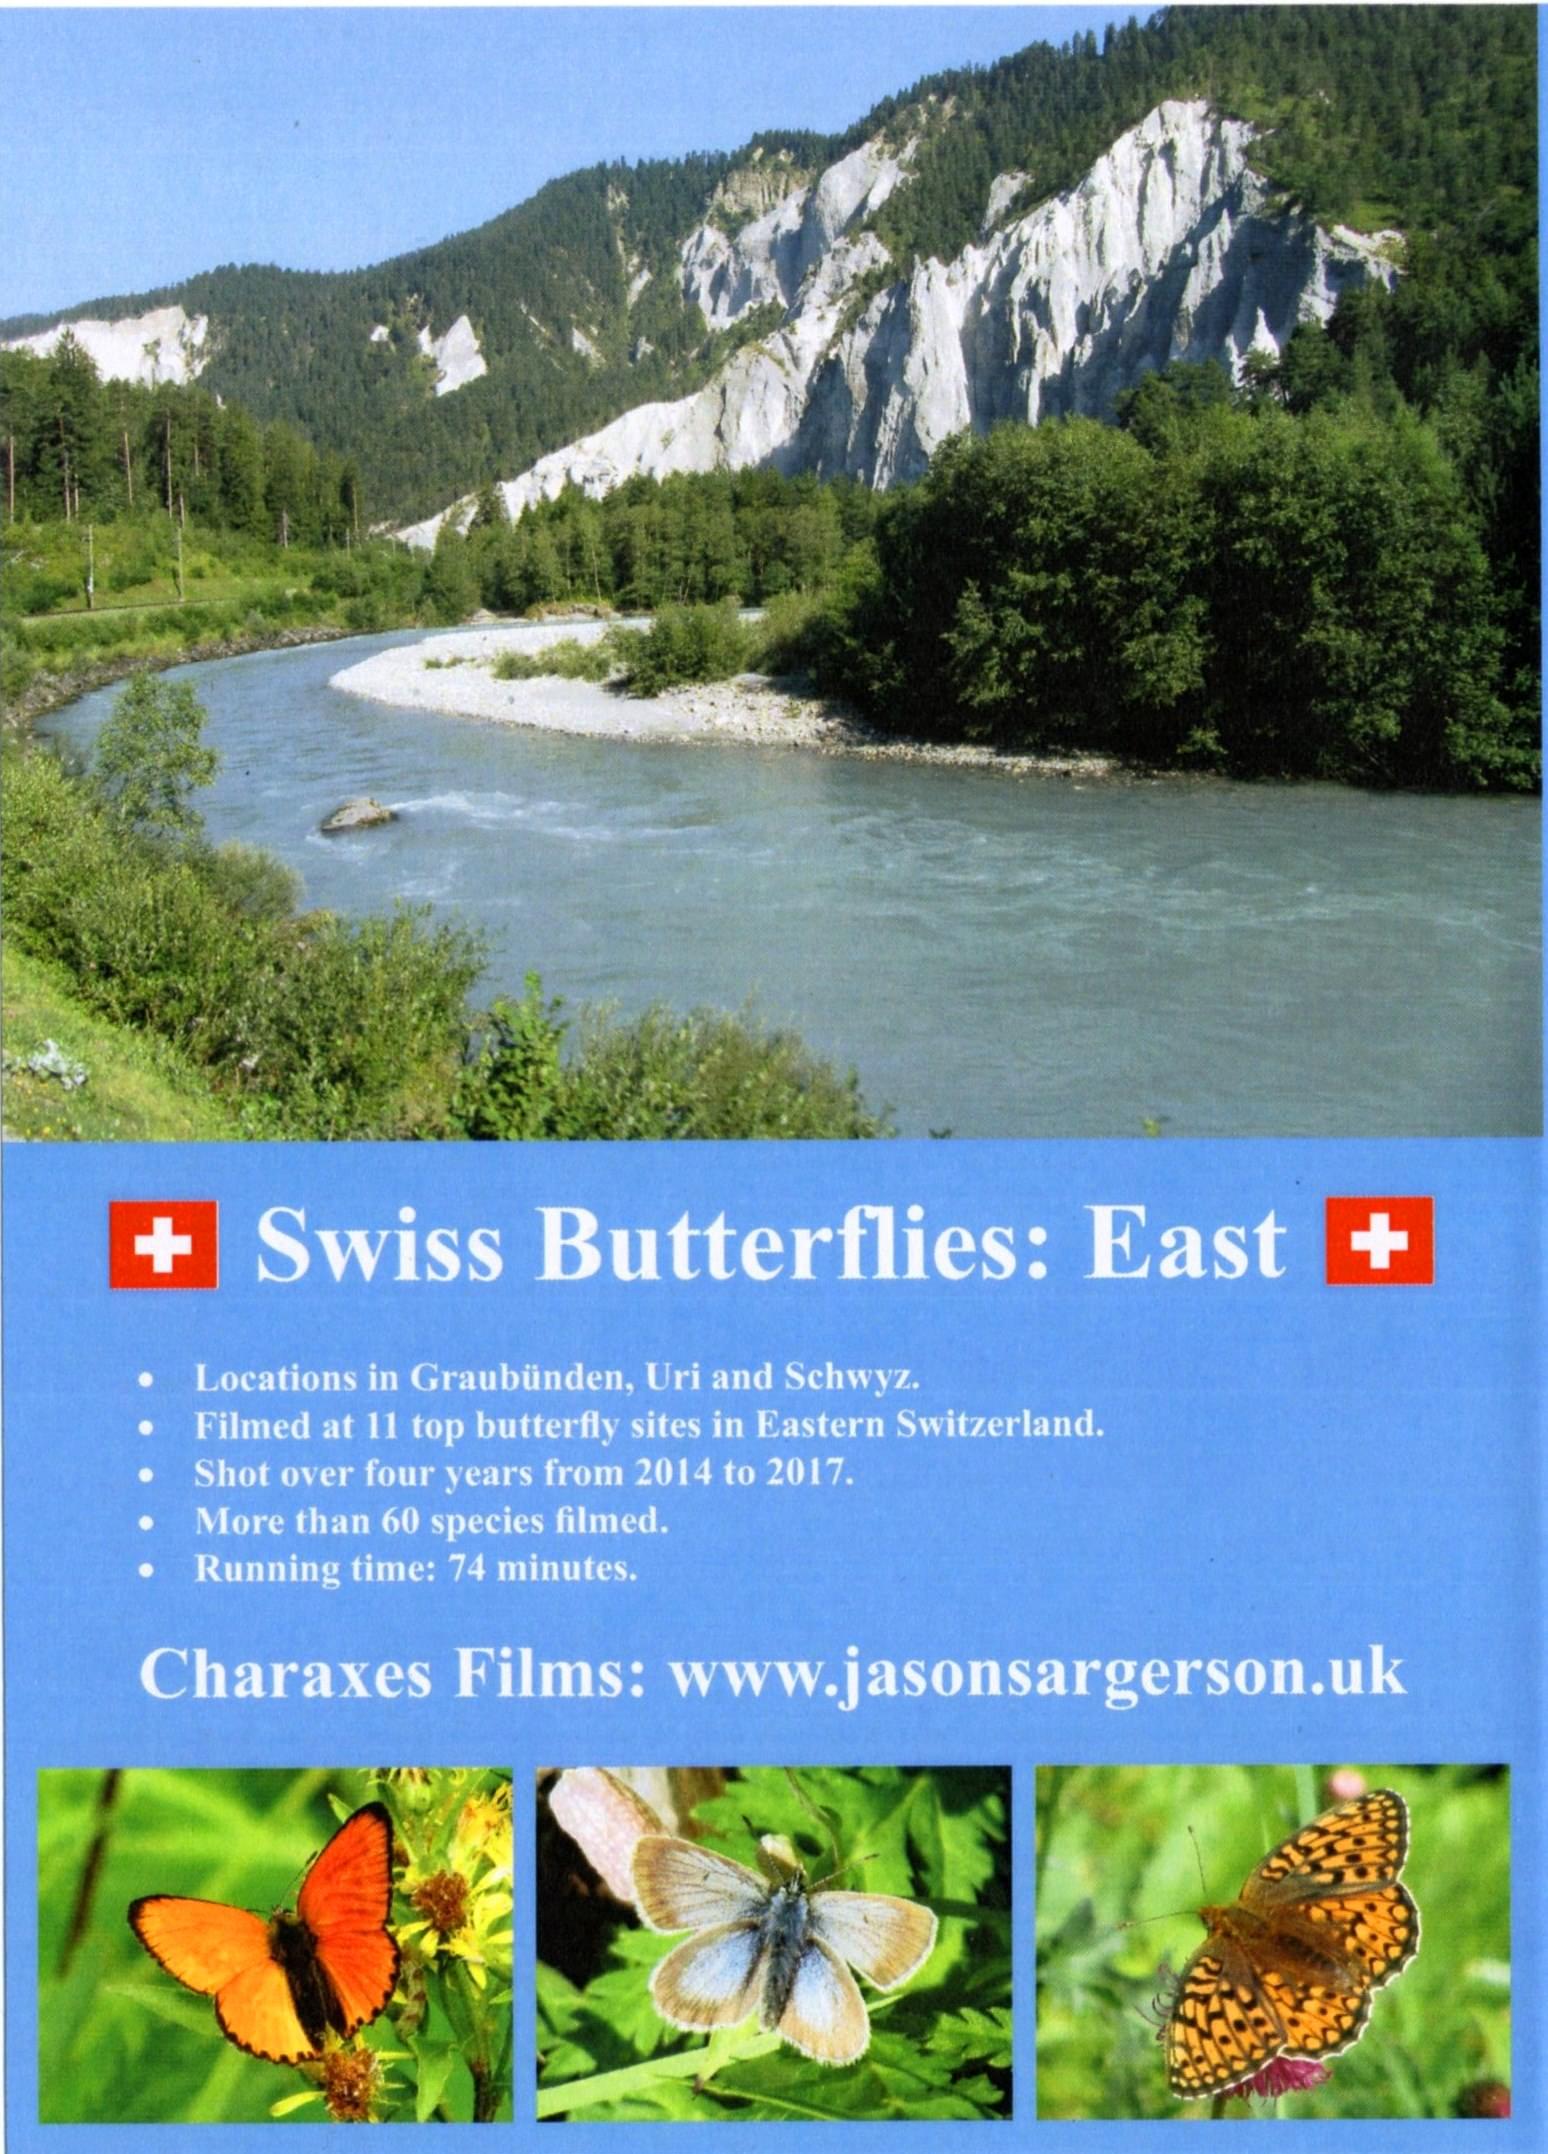 Swiss Butterflies: East
• Locations in Graubünden, Uri and Schwyz.
• Filmed at 11 top butterfly sites in Eastern Switzerland.
• Shot over four years from 2014 to 2017.
• More than 60 species filmed.
• Running time: 74 minutes.
Charaxes Films: www.jasonsargerson.uk